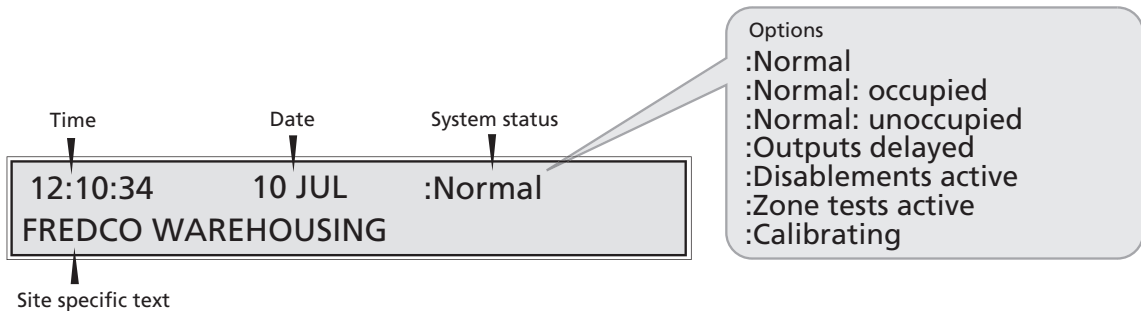 Options
:Normal
:Normal: occupied
:Normal: unoccupied
:Outputs delayed
:Disablements active
:Zone tests active
:Calibrating
Time Date System status
12:10:34 10 JUL :Normal
FREDCO WAREHOUSING
Site specific text